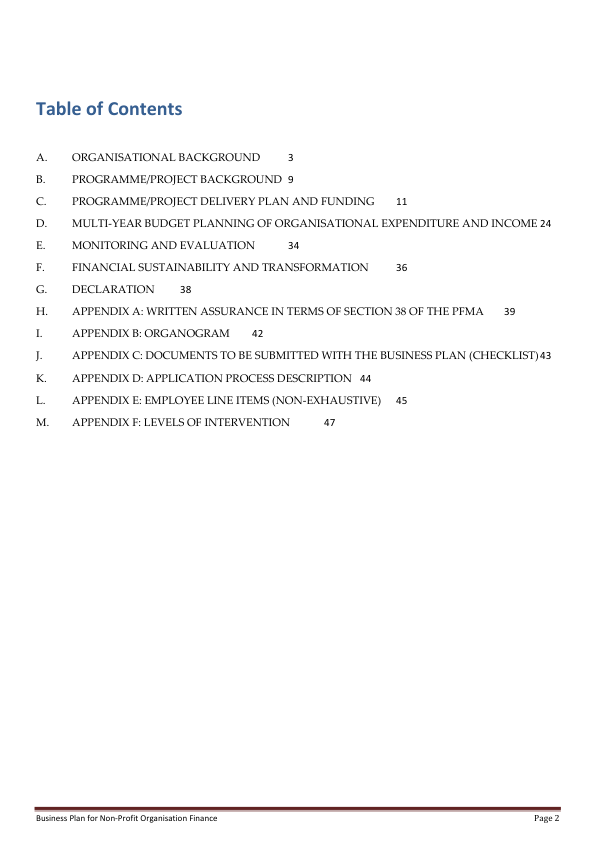 Table of Contents
A. ORGANISATIONAL BACKGROUND 3
B. PROGRAMME/PROJECT BACKGROUND 9
C. PROGRAMME/PROJECT DELIVERY PLAN AND FUNDING 11
D. MULTI-YEAR BUDGET PLANNING OF ORGANISATIONAL EXPENDITURE AND INCOME 24
E. MONITORING AND EVALUATION 34
F. FINANCIAL SUSTAINABILITY AND TRANSFORMATION 36
G. DECLARATION 38
H. APPENDIX A: WRITTEN ASSURANCE IN TERMS OF SECTION 38 OF THE PFMA 39
I. APPENDIX B: ORGANOGRAM 42
J. APPENDIX C: DOCUMENTS TO BE SUBMITTED WITH THE BUSINESS PLAN (CHECKLIST) 43
K. APPENDIX D: APPLICATION PROCESS DESCRIPTION 44
L. APPENDIX E: EMPLOYEE LINE ITEMS (NON-EXHAUSTIVE) 45
M. APPENDIX F: LEVELS OF INTERVENTION 47
Business Plan for Non-Profit Organisation Finance Page 2